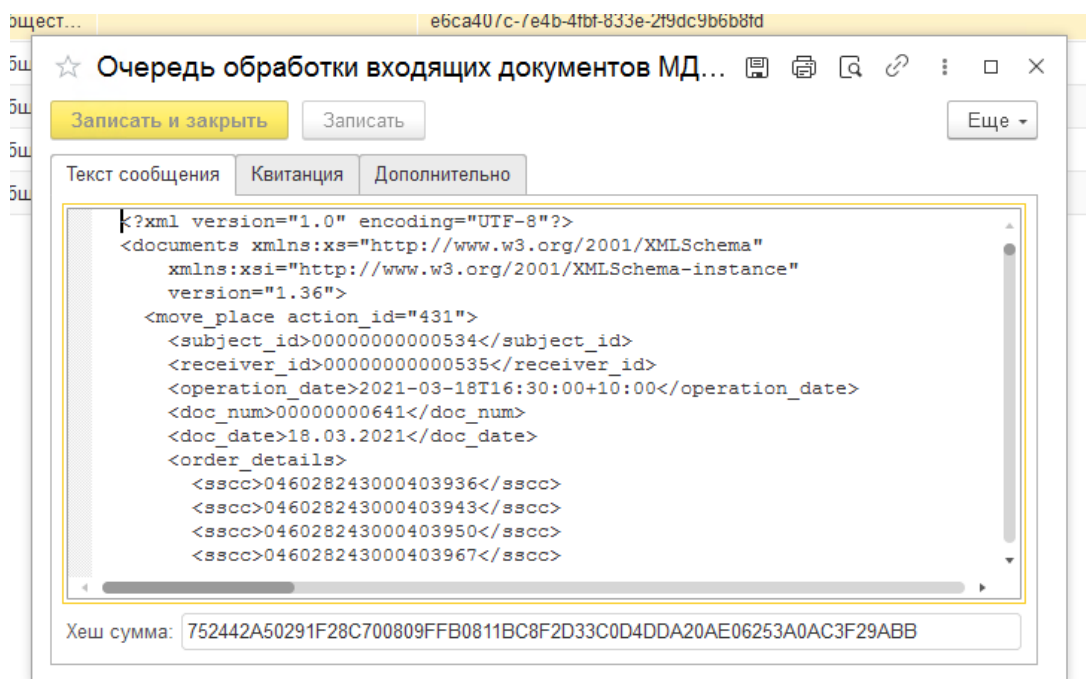 e6ca407c-7e4b-4fbf-833e-2f9dc9b6b8fd
Очередь обработки входящих документов МД...
Записать и закрыть Записать Еще
Текст сообщения Квитанция Дополнительно
<?xml version="1.0" encoding="UTF-8"?>
<documents xmlns:xs="http://www.w3.org/2001/XMLSchema"
xmlns:xsi="http://www.w3.org/2001/XMLSchema-instance"
version="1.36">
<move_place action_id="431">
<subject_id>00000000000534</subject_id>
<receiver_id>00000000000535</receiver_id>
<operation_date>2021-03-18T16:30:00+10:00</operation_date>
<doc_num>00000000641</doc_num>
<doc_date>18.03.2021</doc_date>
<order_details>
<sscc>046028243000403936</sscc>
<sscc>046028243000403943</sscc>
<sscc>046028243000403950</sscc>
<sscc>046028243000403967</sscc>
Хеш сумма: 752442A50291F28C700809FFB0811BC8F2D33C0D4DDA20AE06253A0AC3F29ABB